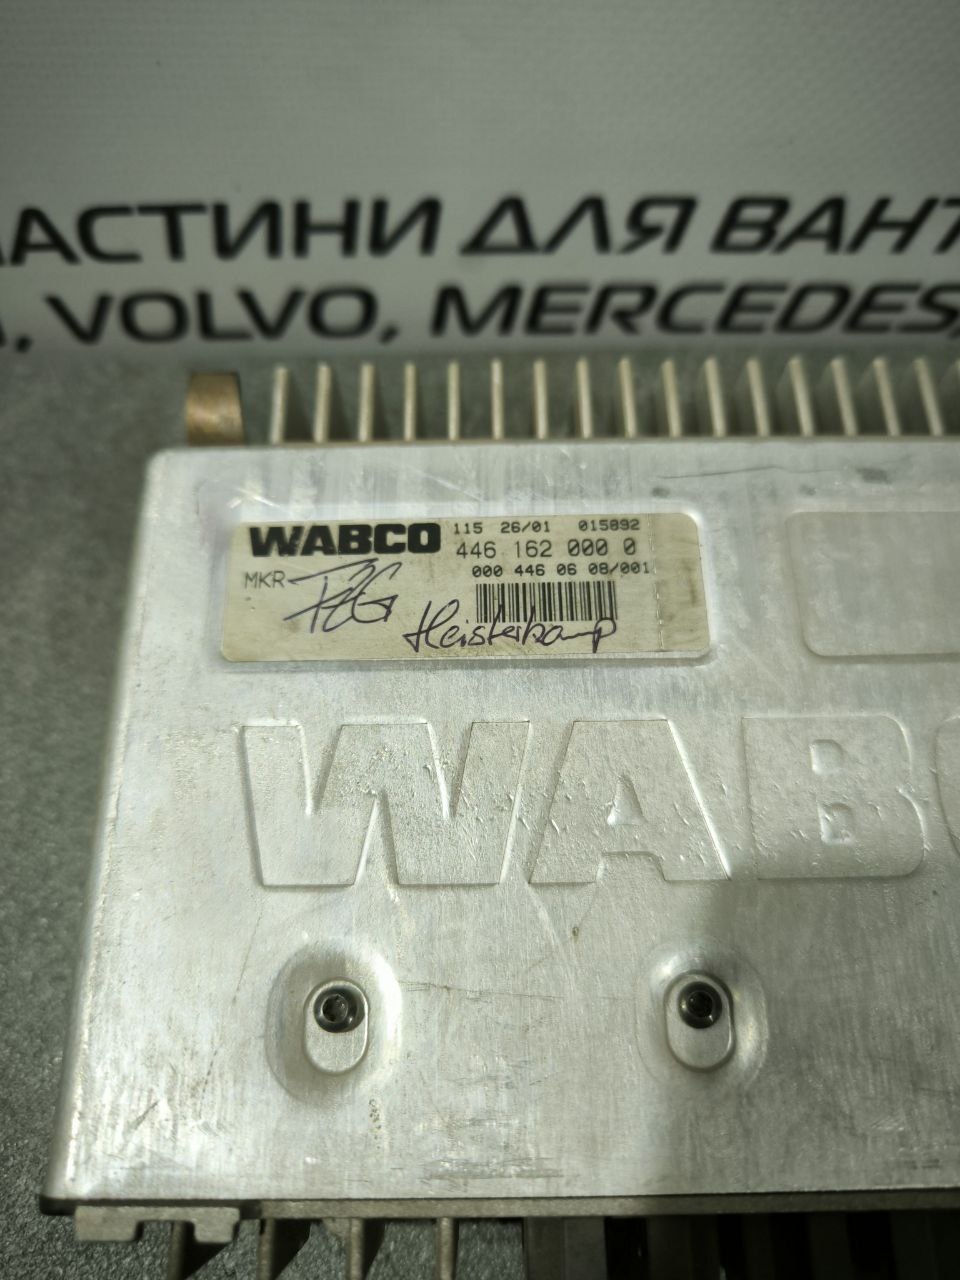 АСТИНИ ДЛЯ ВАНТ
, VOLVO, MERCEDES,
WABCO 115 26/01 015892
446 162 000 0
000 446 06 08/001
MKR
Heisterkamp
WABC